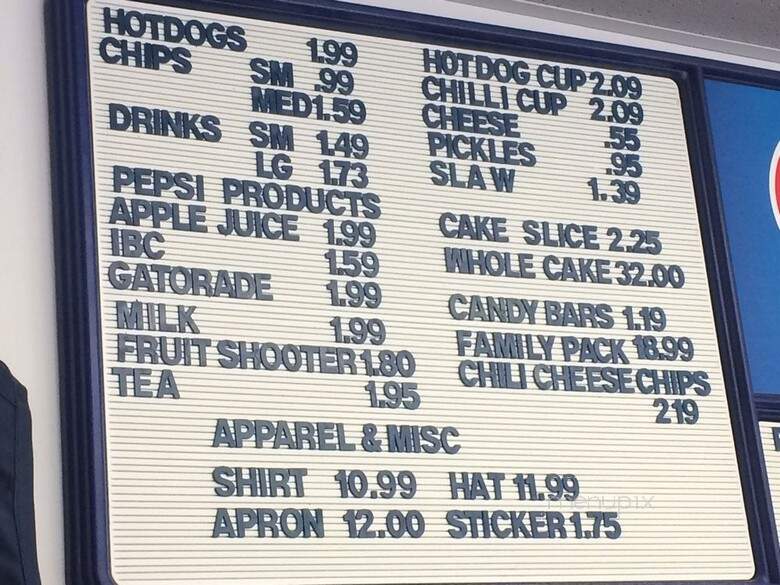 HOTDOGS 1.99
CHIPS SM .99
MED 1.59
DRINKS SM 1.49
LG 1.73
PEPSI PRODUCTS
APPLE JUICE 1.99
IBC 1.59
GATORADE 1.99
MILK 1.99
FRUIT SHOOTER 1.80
TEA 1.95
HOTDOG CUP 2.09
CHILLI CUP 2.09
CHEESE .55
PICKLES .95
SLAW 1.39
CAKE SLICE 2.25
WHOLE CAKE 32.00
CANDY BARS 1.19
FAMILY PACK 18.99
CHILI CHEESE CHIPS
219
APPAREL & MISC
SHIRT 10.99 HAT 11.99
APRON 12.00 STICKER 1.75
menupix